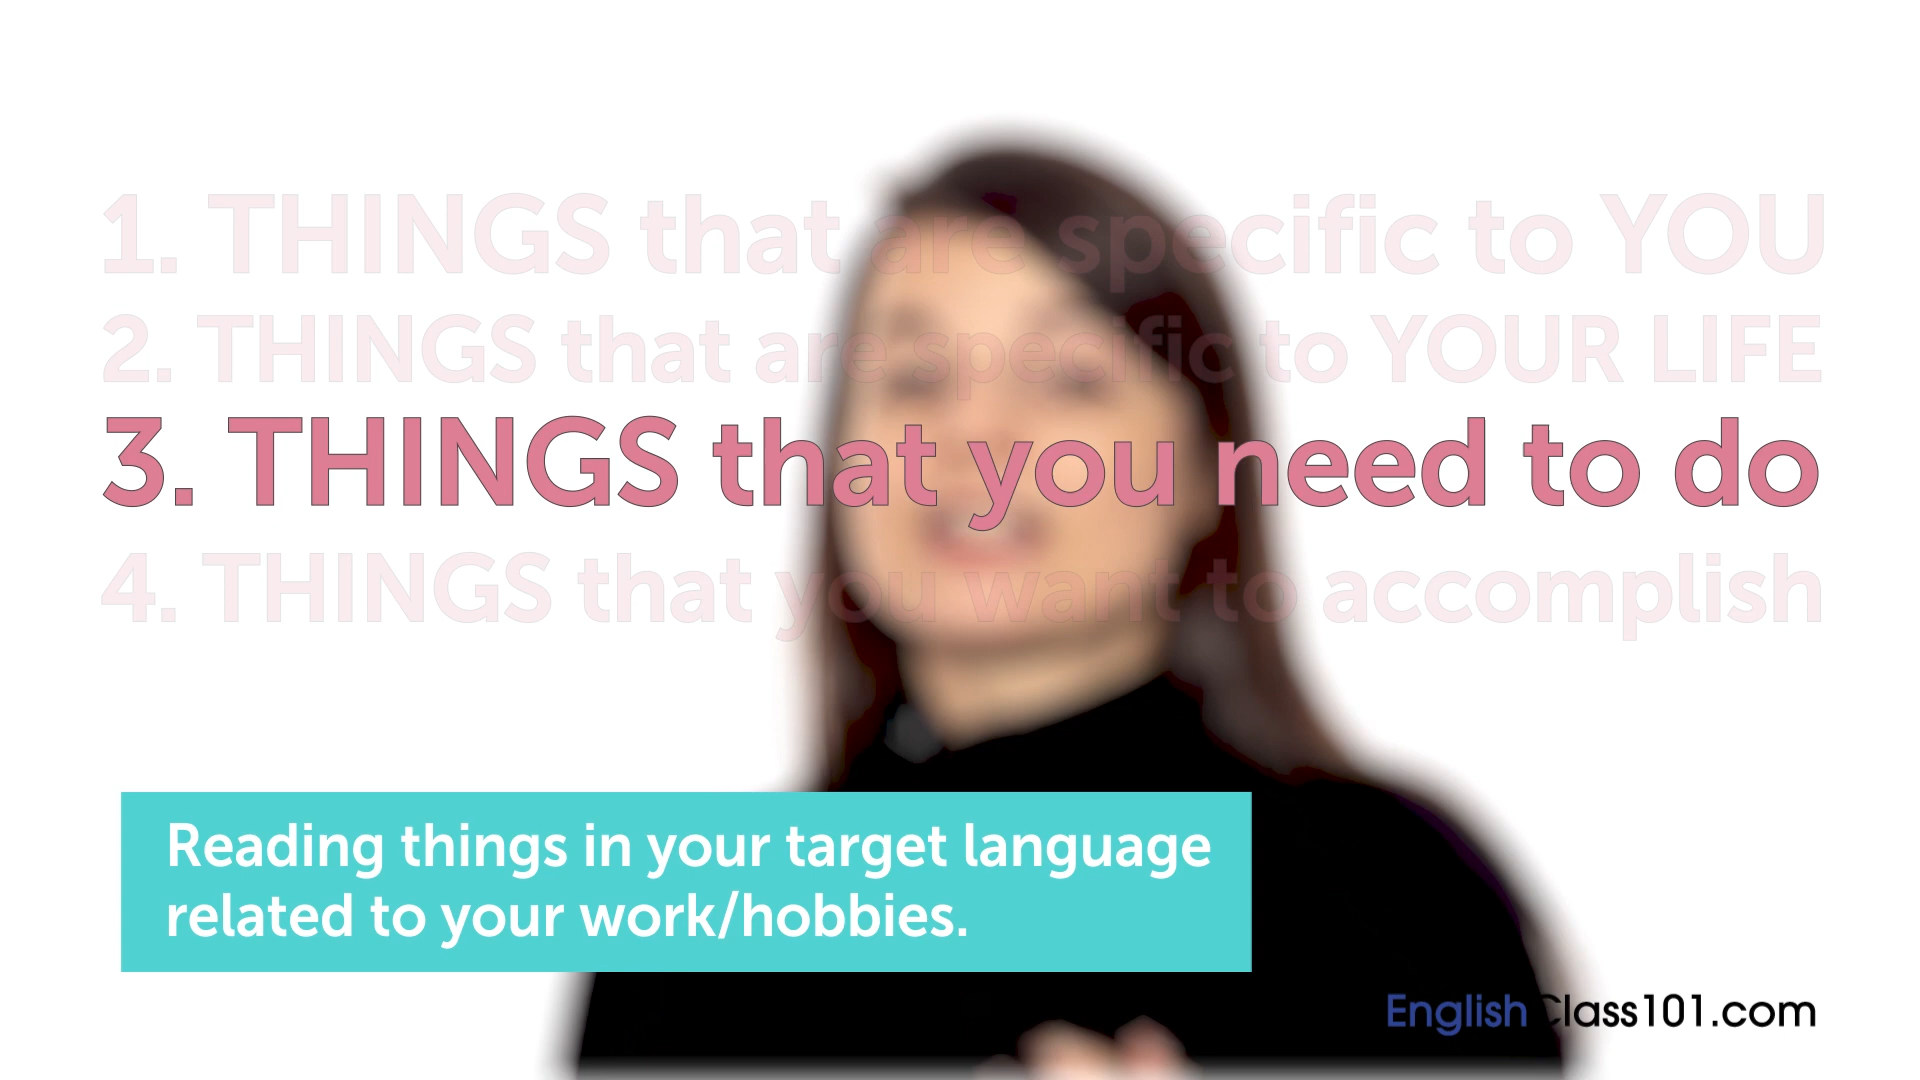 1. THINGS that are specific to YOU
2. THINGS that are specific to YOUR LIFE
3. THINGS that you need to do
4. THINGS that you want to accomplish
Reading things in your target language
related to your work/hobbies.
EnglishClass101.com